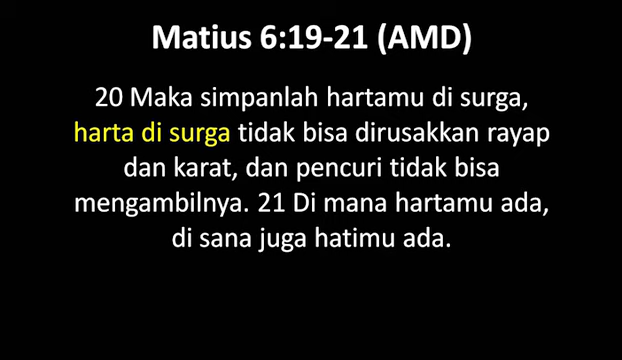 Matius 6:19-21 (AMD)
20 Maka simpanlah hartamu di surga,
harta di surga tidak bisa dirusakkan rayap
dan karat, dan pencuri tidak bisa
mengambilnya. 21 Di mana hartamu ada,
di sana juga hatimu ada.